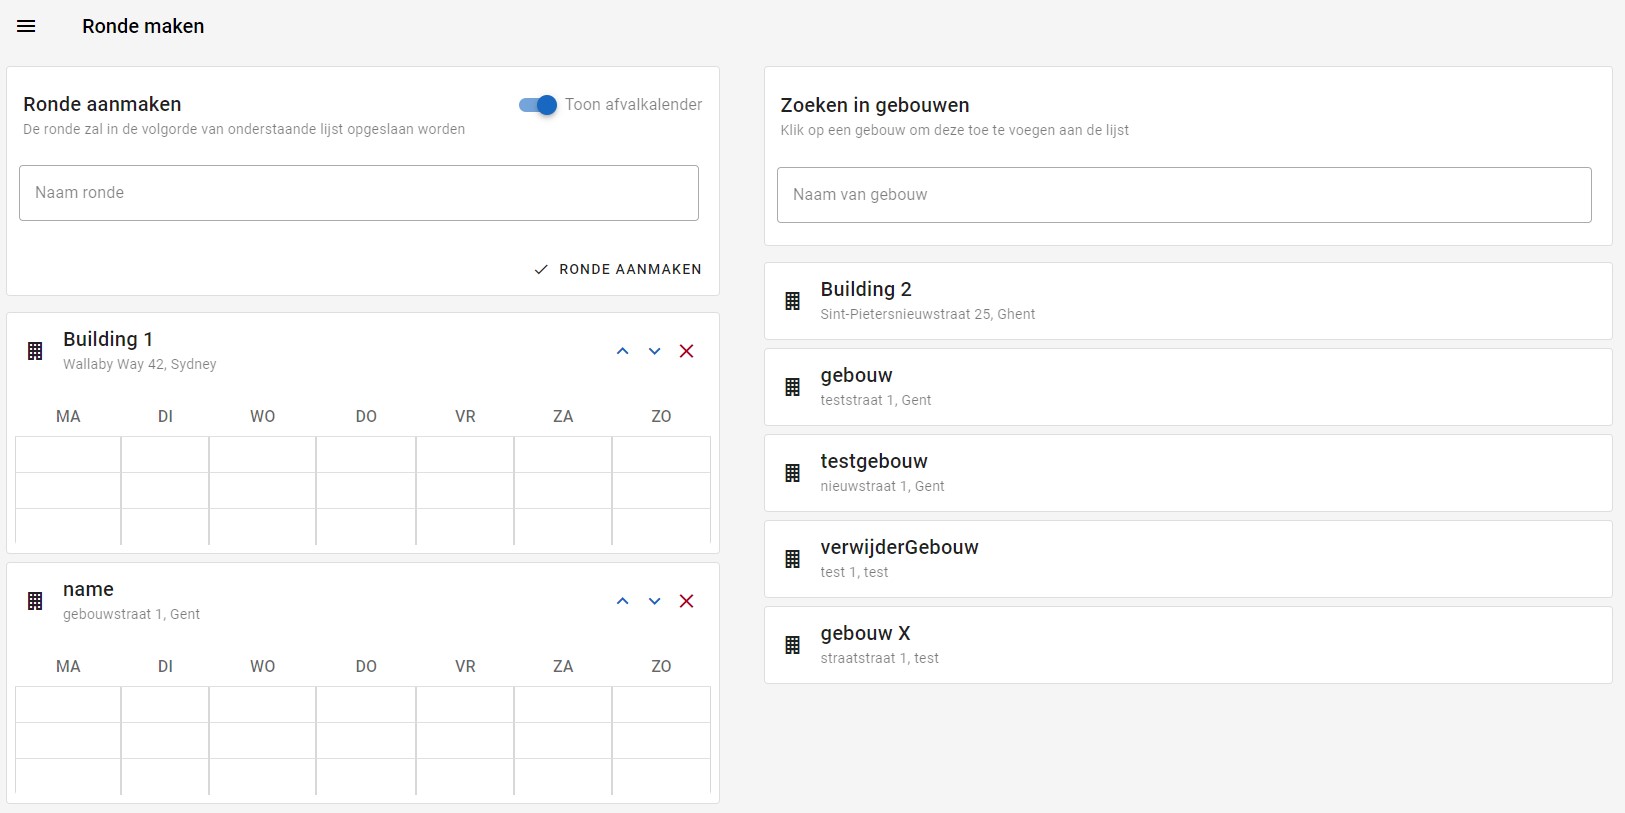 Ronde maken
Ronde aanmaken
Toon afvalkalender
De ronde zal in de volgorde van onderstaande lijst opgeslaan worden
Naam ronde
RONDE AANMAKEN
Building 1
Wallaby Way 42, Sydney
MA DI WO DO VR ZA ZO
name
gebouwstraat 1, Gent
MA DI WO DO VR ZA ZO
Zoeken in gebouwen
Klik op een gebouw om deze toe te voegen aan de lijst
Naam van gebouw
Building 2
Sint-Pietersnieuwstraat 25, Ghent
gebouw
teststraat 1, Gent
testgebouw
nieuwstraat 1, Gent
verwijderGebouw
test 1, test
gebouw X
straatstraat 1, test